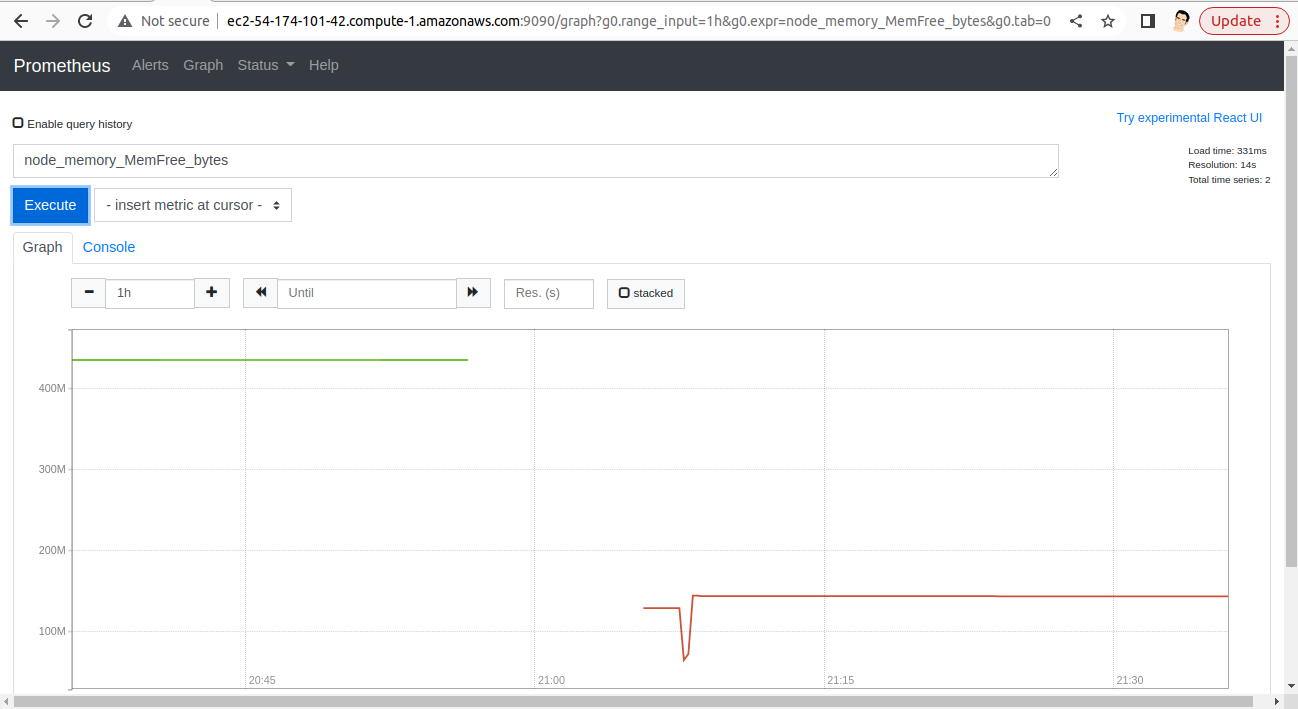 Not secure ec2-54-174-101-42.compute-1.amazonaws.com:9090/graph?g0.range_input=1h&g0.expr=node_memory_MemFree_bytes&g0.tab=0 Update
Prometheus Alerts Graph Status Help
Enable query history
Try experimental React UI
node_memory_MemFree_bytes
Load time: 331ms
Resolution: 14s
Total time series: 2
Execute - insert metric at cursor -
Graph Console
1h Until Res. (s) stacked
400M
300M
200M
100M
20:45 21:00 21:15 21:30